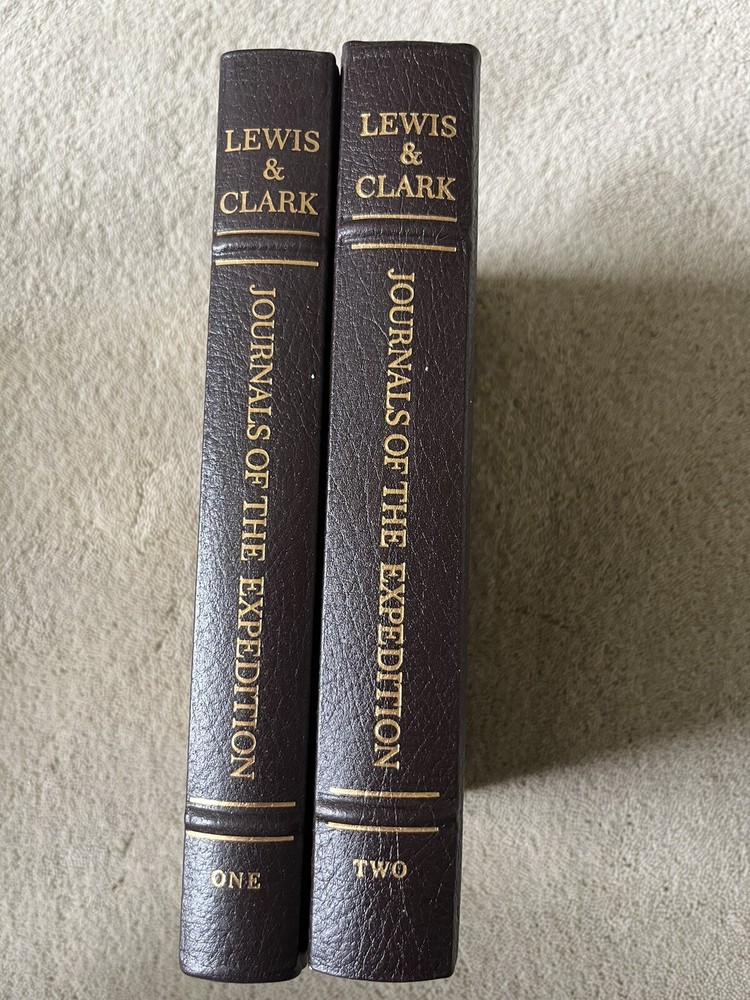 LEWIS
&
CLARK
JOURNALS OF THE EXPEDITION
ONE
LEWIS
&
CLARK
JOURNALS OF THE EXPEDITION
TWO